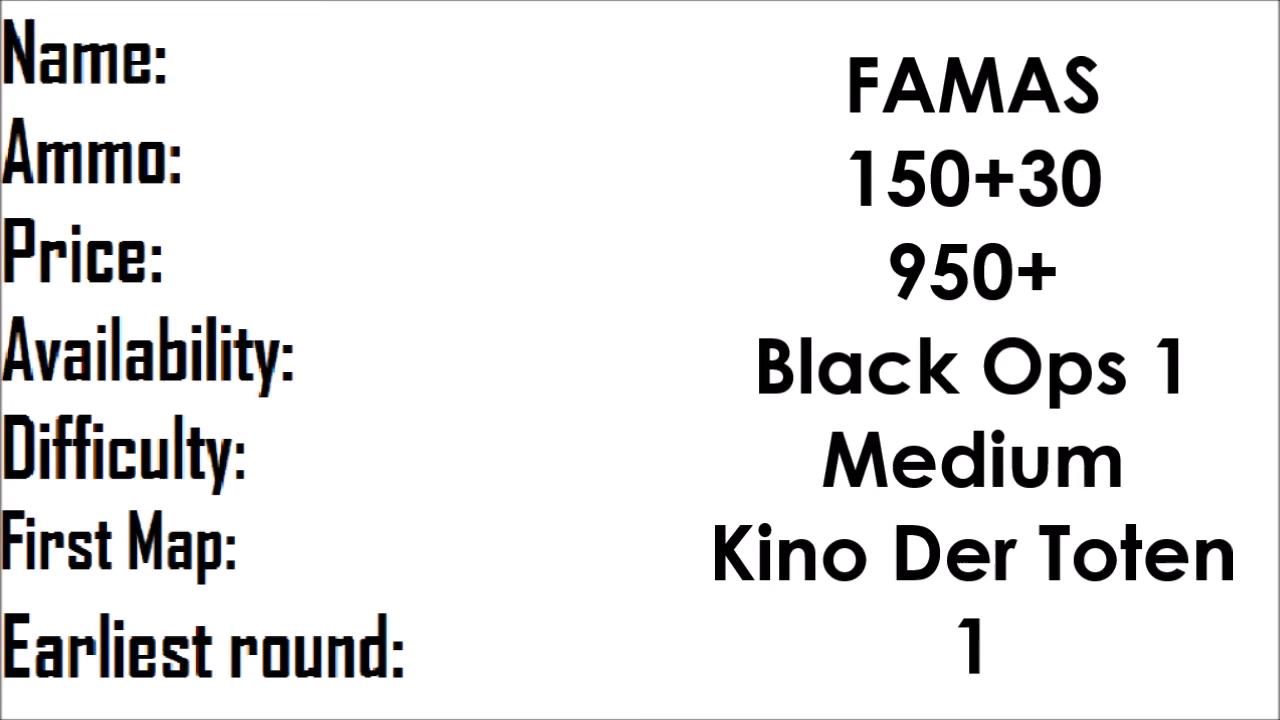 Name: FAMAS
Ammo: 150+30
Price: 950+
Availability: Black Ops 1
Difficulty: Medium
First Map: Kino Der Toten
Earliest round: 1